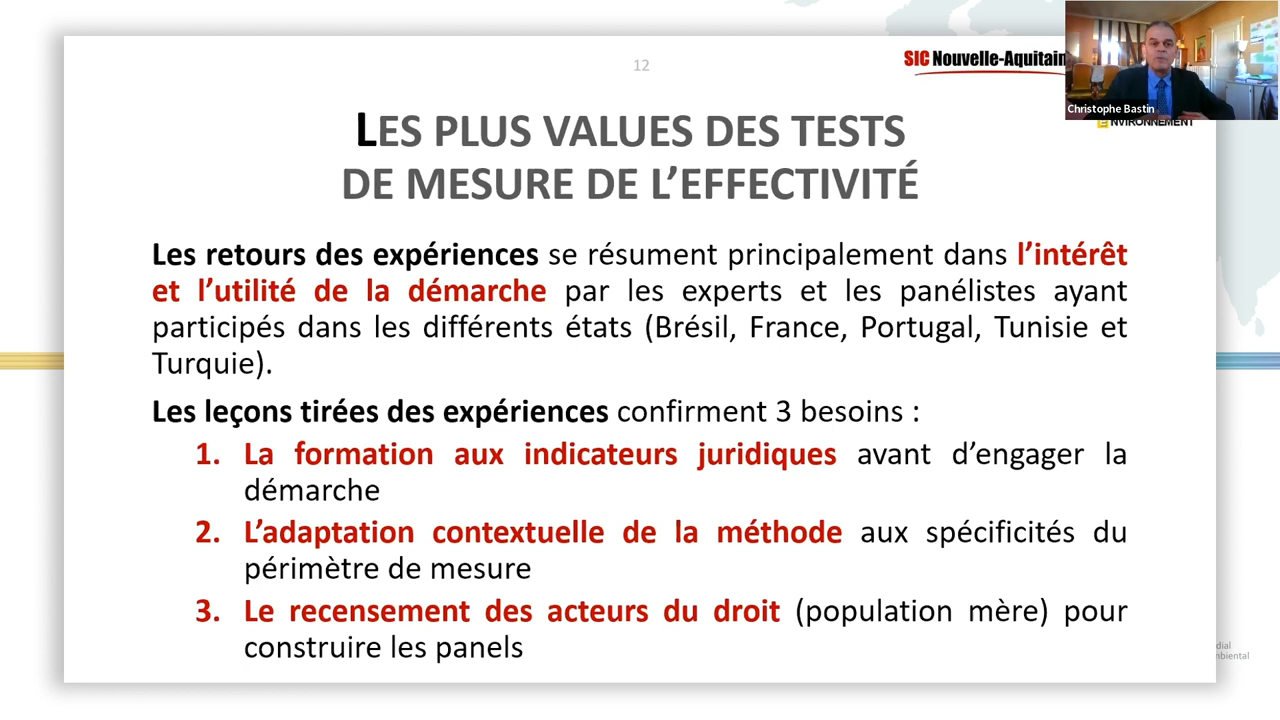 12
SIC Nouvelle-Aquitain
Christophe Bastin
ENVIRONNEMENT
LES PLUS VALUES DES TESTS
DE MESURE DE L’EFFECTIVITÉ
Les retours des expériences se résument principalement dans l’intérêt
et l’utilité de la démarche par les experts et les panélistes ayant
participés dans les différents états (Brésil, France, Portugal, Tunisie et
Turquie).
Les leçons tirées des expériences confirment 3 besoins :
1. La formation aux indicateurs juridiques avant d’engager la
démarche
2. L’adaptation contextuelle de la méthode aux spécificités du
périmètre de mesure
3. Le recensement des acteurs du droit (population mère) pour
construire les panels
dial
nbiental